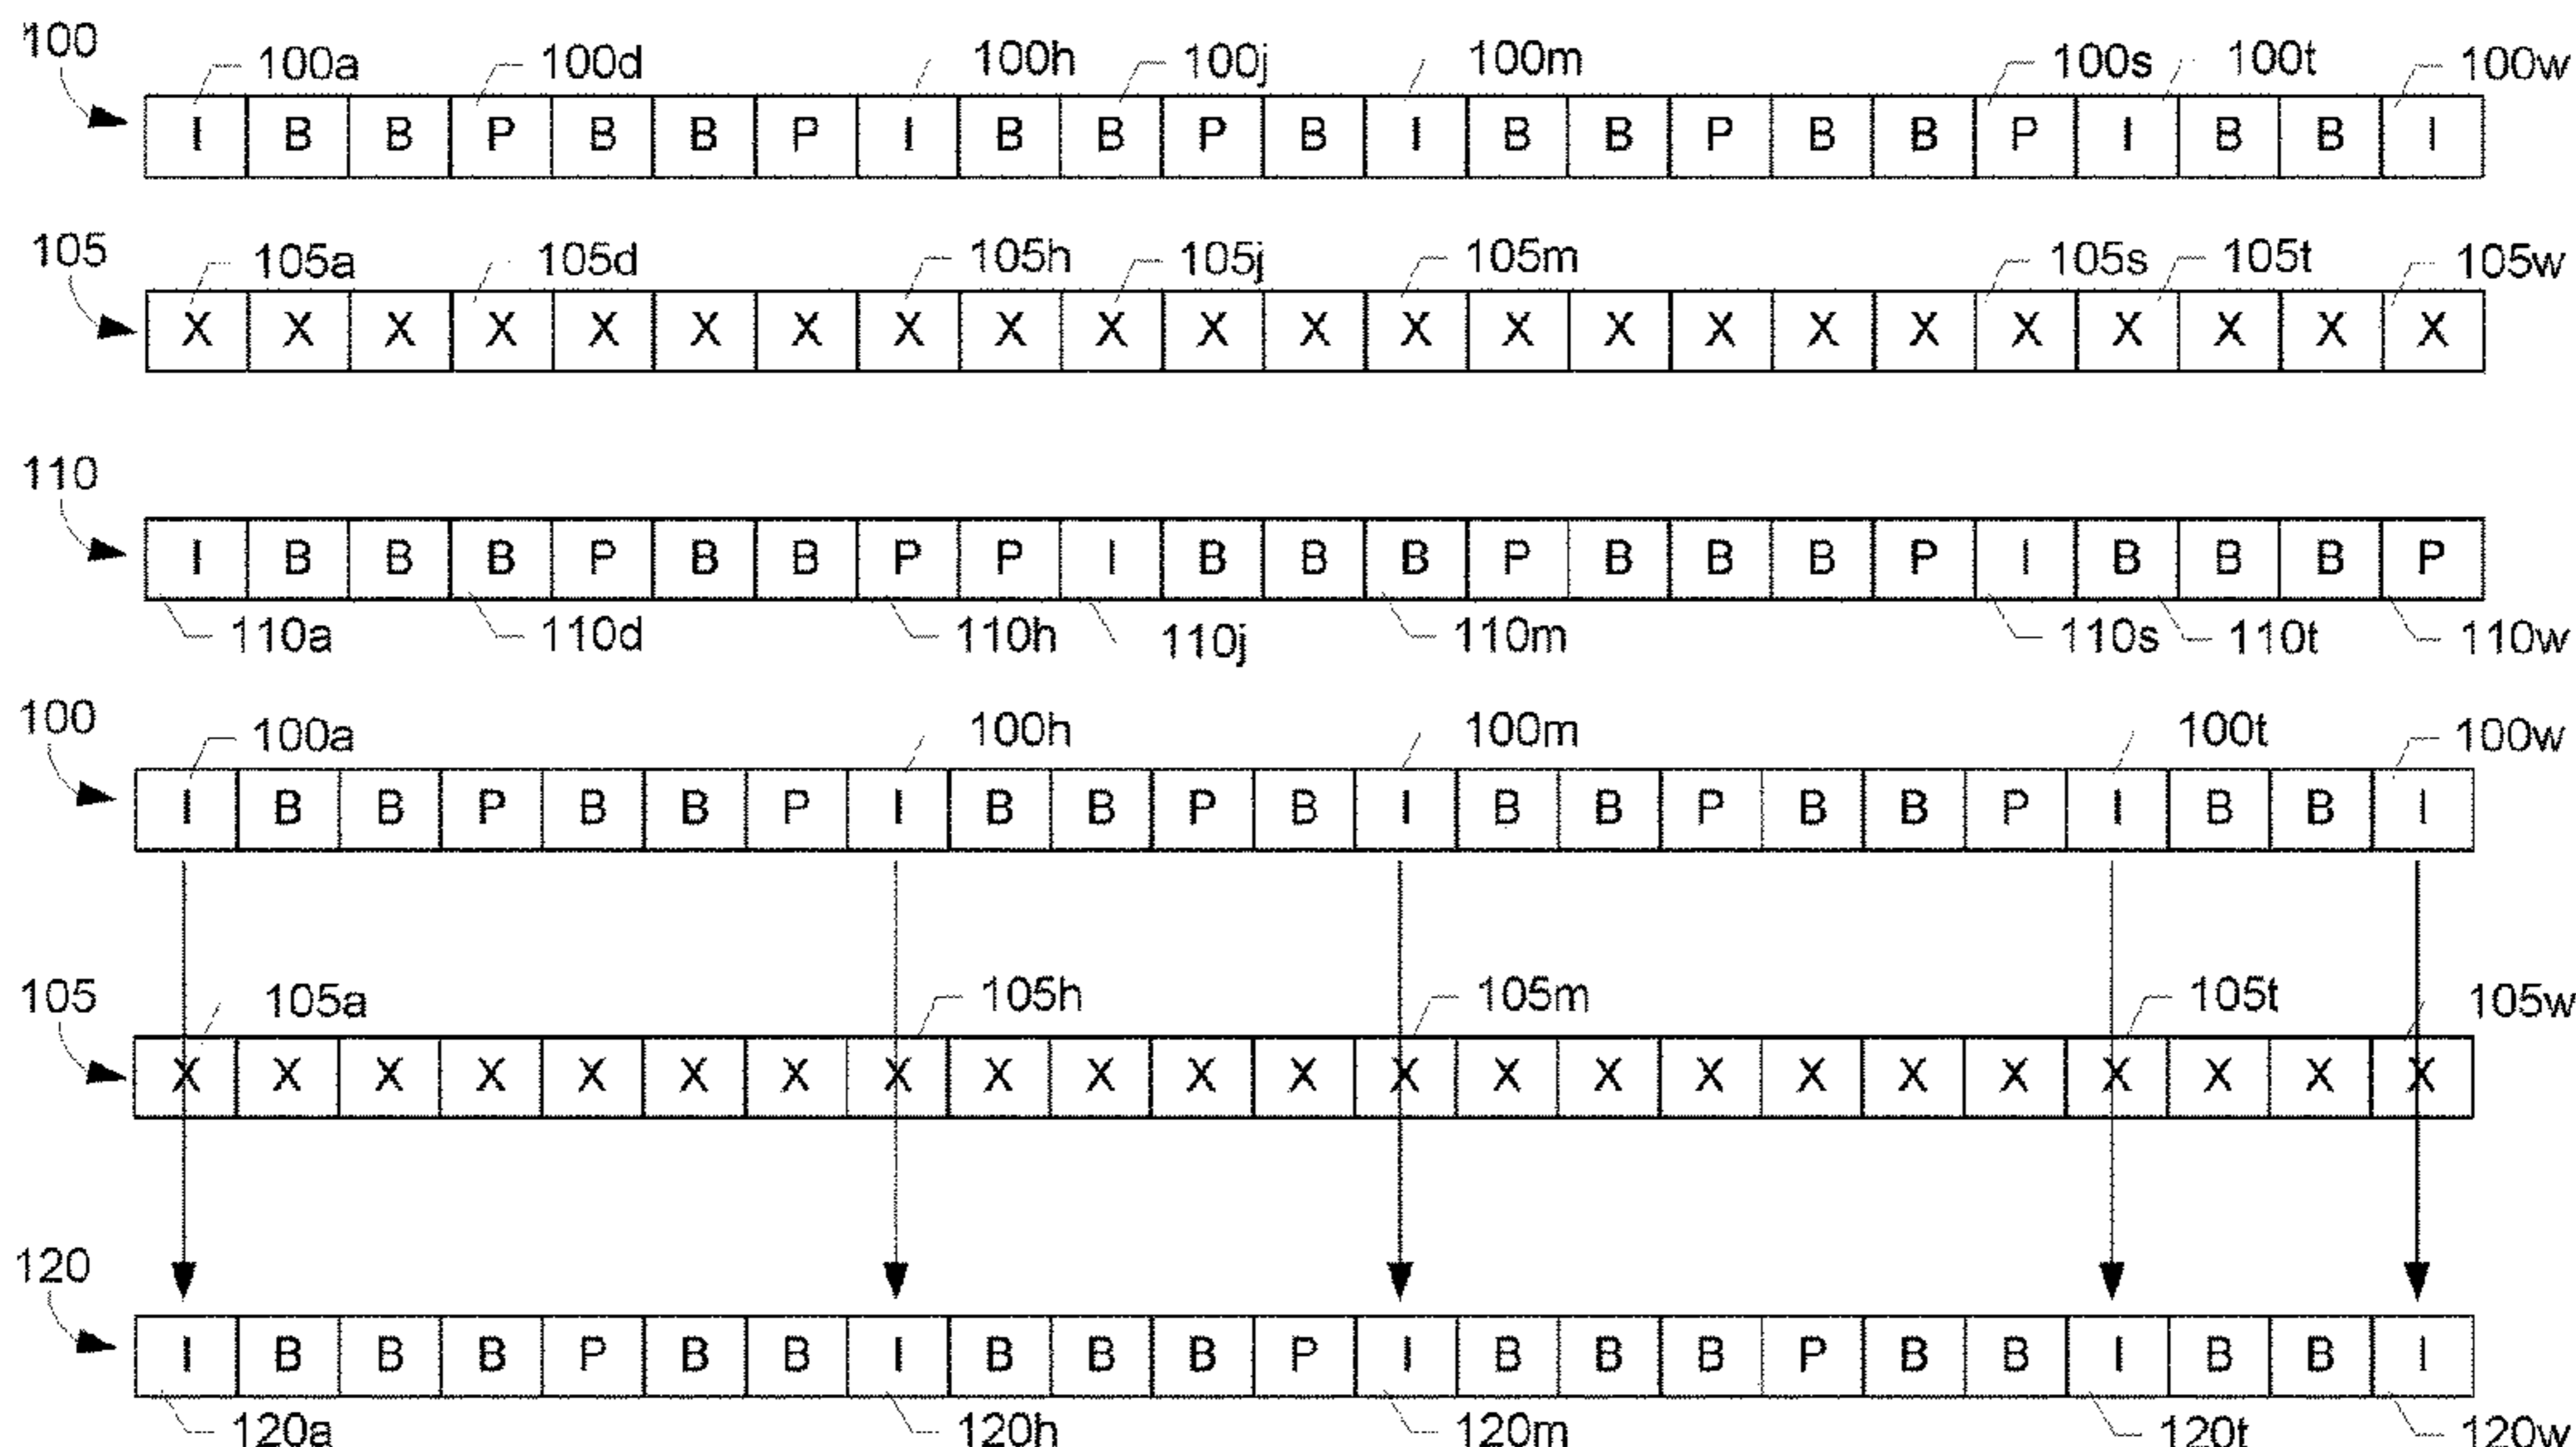 100 100a 100d 100h 100j 100m 100s 100t 100w
I B B P B B P I B B P B I B B P B B P I B B I
105 105a 105d 105h 105j 105m 105s 105t 105w
X X X X X X X X X X X X X X X X X X X X X X X
110
I B B B P B B P P I B B B P B B B P I B B B P
110a 110d 110h 110j 110m 110s 110t 110w
100 100a 100h 100m 100t 100w
I B B P B B P I B B P B I B B P B B P I B B I
105 105a 105h 105m 105t 105w
X X X X X X X X X X X X X X X X X X X X X X X
120
I B B B P B B I B B B P I B B B P B B I B B I
120a 120h 120m 120t 120w